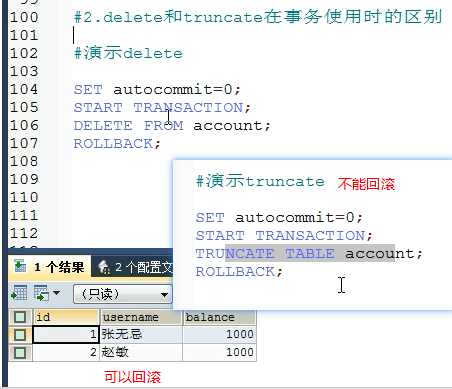 99
100 #2.delete和truncate在事务使用时的区别
101
102 #演示delete
103
104 SET autocommit=0;
105 START TRANSACTION;
106 DELETE FROM account;
107 ROLLBACK;
108
109
110
111
112
#演示truncate 不能回滚
SET autocommit=0;
START TRANSACTION;
TRUNCATE TABLE account;
ROLLBACK;
1 个结果 2 个配置文
（只读）
id username balance
1 张无忌 1000
2 赵敏 1000
可以回滚